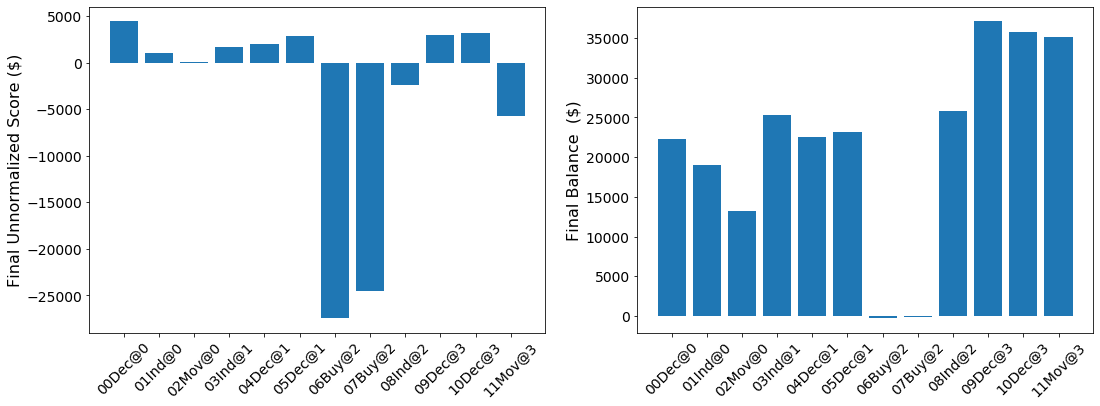 Final Unnormalized Score ($)
5000
0
−5000
−10000
−15000
−20000
−25000
00Dec@0
01Ind@0
02Mov@0
03Ind@1
04Dec@1
05Dec@1
06Buy@2
07Buy@2
08Ind@2
09Dec@3
10Dec@3
11Mov@3
Final Balance ($)
35000
30000
25000
20000
15000
10000
5000
0
00Dec@0
01Ind@0
02Mov@0
03Ind@1
04Dec@1
05Dec@1
06Buy@2
07Buy@2
08Ind@2
09Dec@3
10Dec@3
11Mov@3